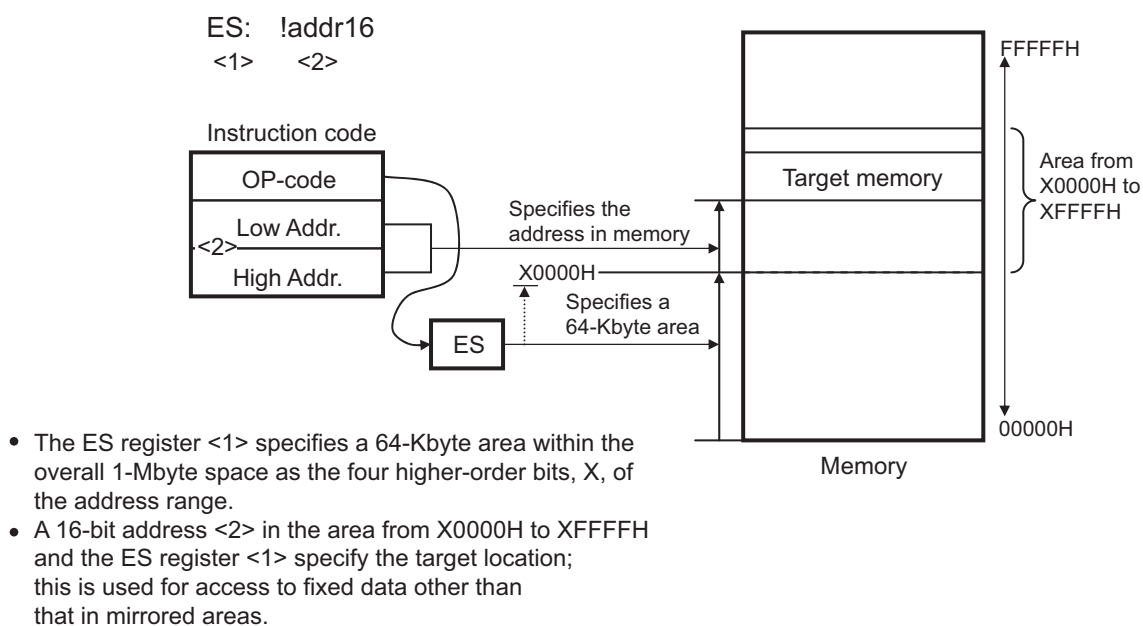 ES: !addr16
<1> <2>
Instruction code
OP-code
Low Addr.
<2>
High Addr.
ES
Specifies the
address in memory
X0000H
Specifies a
64-Kbyte area
FFFFFH
Target memory
Area from
X0000H to
XFFFFH
00000H
Memory
• The ES register <1> specifies a 64-Kbyte area within the
overall 1-Mbyte space as the four higher-order bits, X, of
the address range.
• A 16-bit address <2> in the area from X0000H to XFFFFH
and the ES register <1> specify the target location;
this is used for access to fixed data other than
that in mirrored areas.